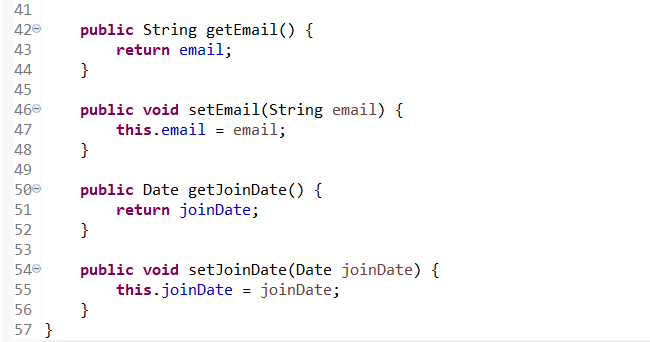 41
42    public String getEmail() {
43        return email;
44    }
45
46    public void setEmail(String email) {
47        this.email = email;
48    }
49
50    public Date getJoinDate() {
51        return joinDate;
52    }
53
54    public void setJoinDate(Date joinDate) {
55        this.joinDate = joinDate;
56    }
57 }